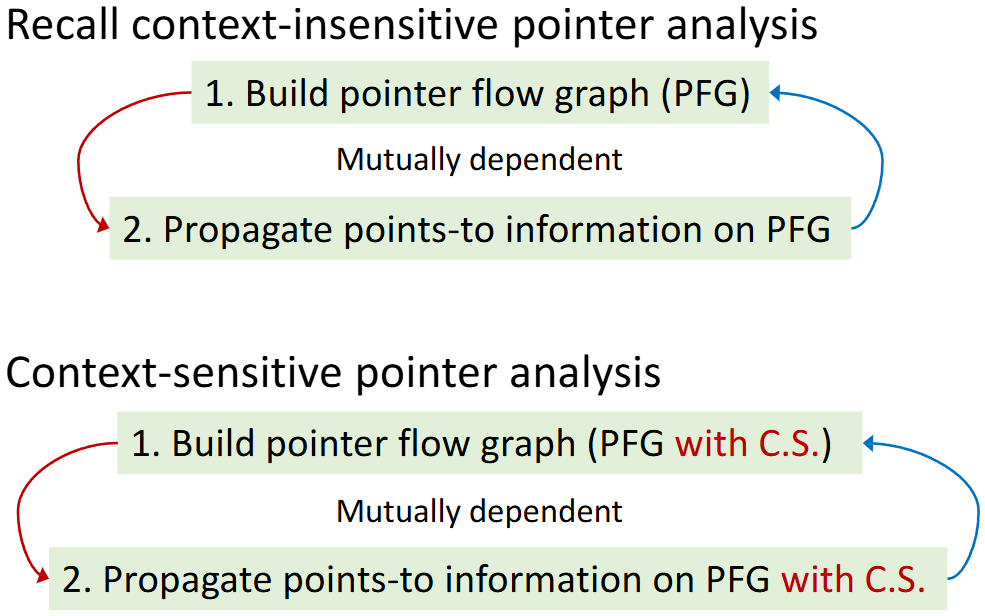 Recall context-insensitive pointer analysis
1. Build pointer flow graph (PFG)
Mutually dependent
2. Propagate points-to information on PFG
Context-sensitive pointer analysis
1. Build pointer flow graph (PFG with C.S.)
Mutually dependent
2. Propagate points-to information on PFG with C.S.